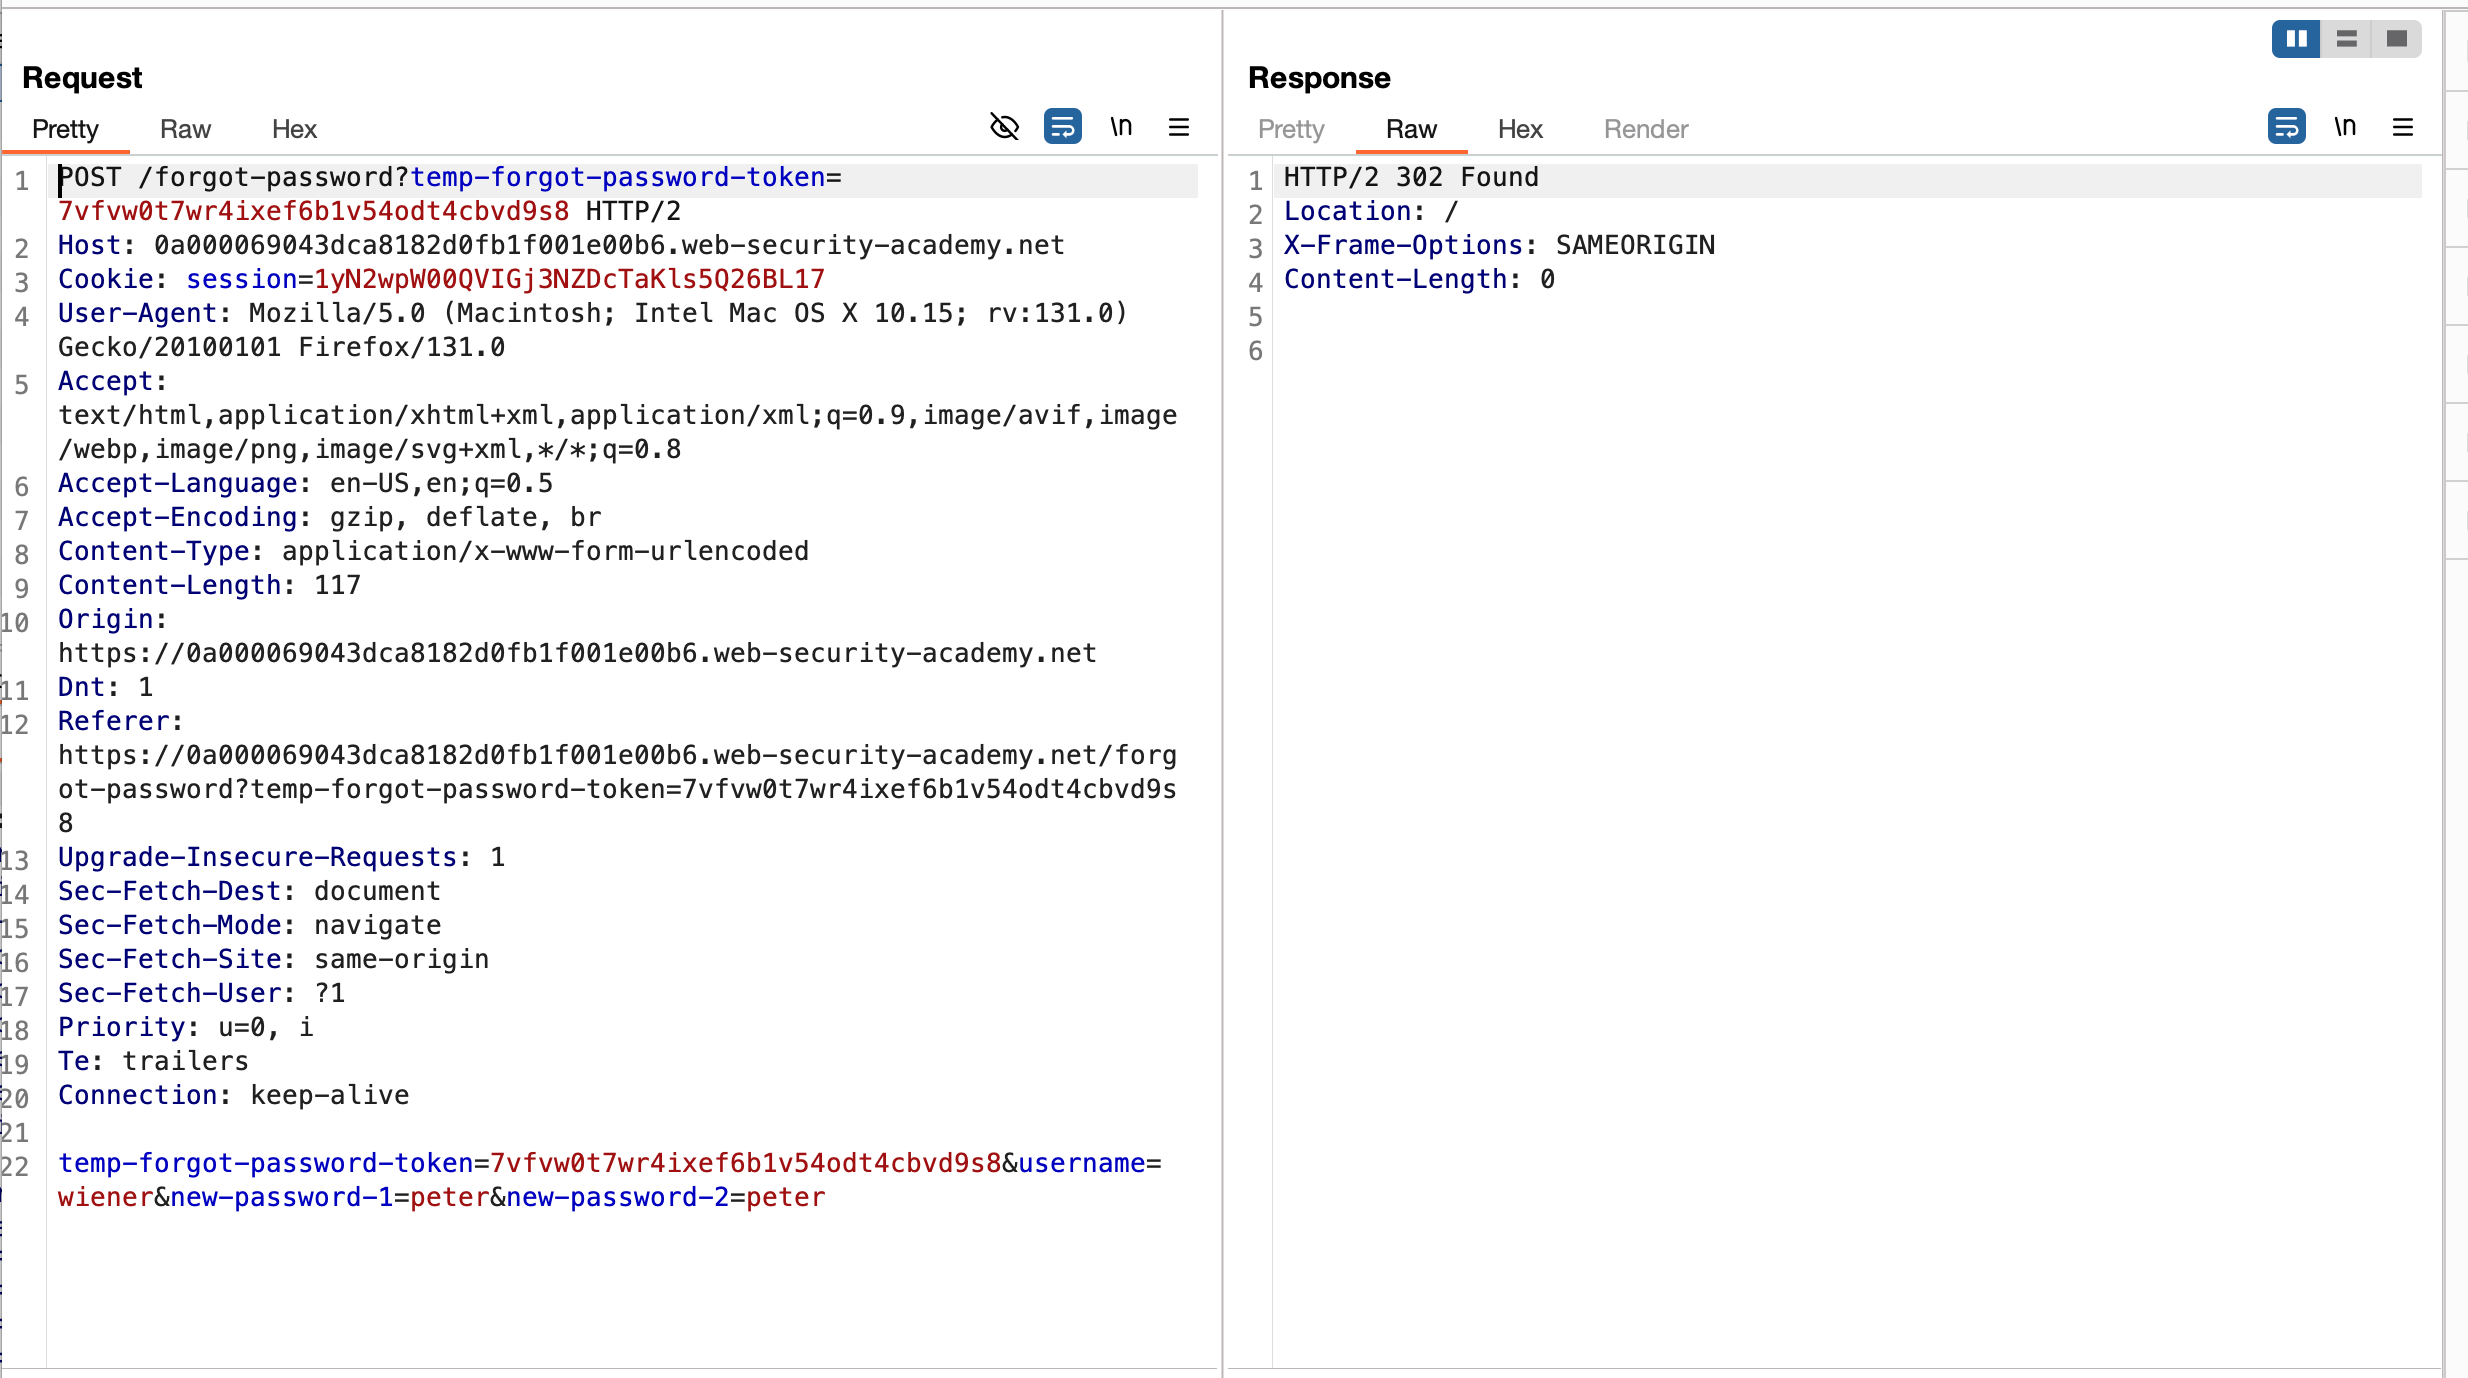 Request
Pretty Raw Hex \n
1 POST /forgot-password?temp-forgot-password-token=
7vfvw0t7wr4ixef6b1v54odt4cbvd9s8 HTTP/2
2 Host: 0a000069043dca8182d0fb1f001e00b6.web-security-academy.net
3 Cookie: session=1yN2wpW00QVIGj3NZDcTaKls5Q26BL17
4 User-Agent: Mozilla/5.0 (Macintosh; Intel Mac OS X 10.15; rv:131.0)
Gecko/20100101 Firefox/131.0
5 Accept:
text/html,application/xhtml+xml,application/xml;q=0.9,image/avif,image
/webp,image/png,image/svg+xml,*/*;q=0.8
6 Accept-Language: en-US,en;q=0.5
7 Accept-Encoding: gzip, deflate, br
8 Content-Type: application/x-www-form-urlencoded
9 Content-Length: 117
10 Origin:
https://0a000069043dca8182d0fb1f001e00b6.web-security-academy.net
11 Dnt: 1
12 Referer:
https://0a000069043dca8182d0fb1f001e00b6.web-security-academy.net/forg
ot-password?temp-forgot-password-token=7vfvw0t7wr4ixef6b1v54odt4cbvd9s
8
13 Upgrade-Insecure-Requests: 1
14 Sec-Fetch-Dest: document
15 Sec-Fetch-Mode: navigate
16 Sec-Fetch-Site: same-origin
17 Sec-Fetch-User: ?1
18 Priority: u=0, i
19 Te: trailers
20 Connection: keep-alive
21
22 temp-forgot-password-token=7vfvw0t7wr4ixef6b1v54odt4cbvd9s8&username=
wiener&new-password-1=peter&new-password-2=peter
Response
Pretty Raw Hex Render \n
1 HTTP/2 302 Found
2 Location: /
3 X-Frame-Options: SAMEORIGIN
4 Content-Length: 0
5
6